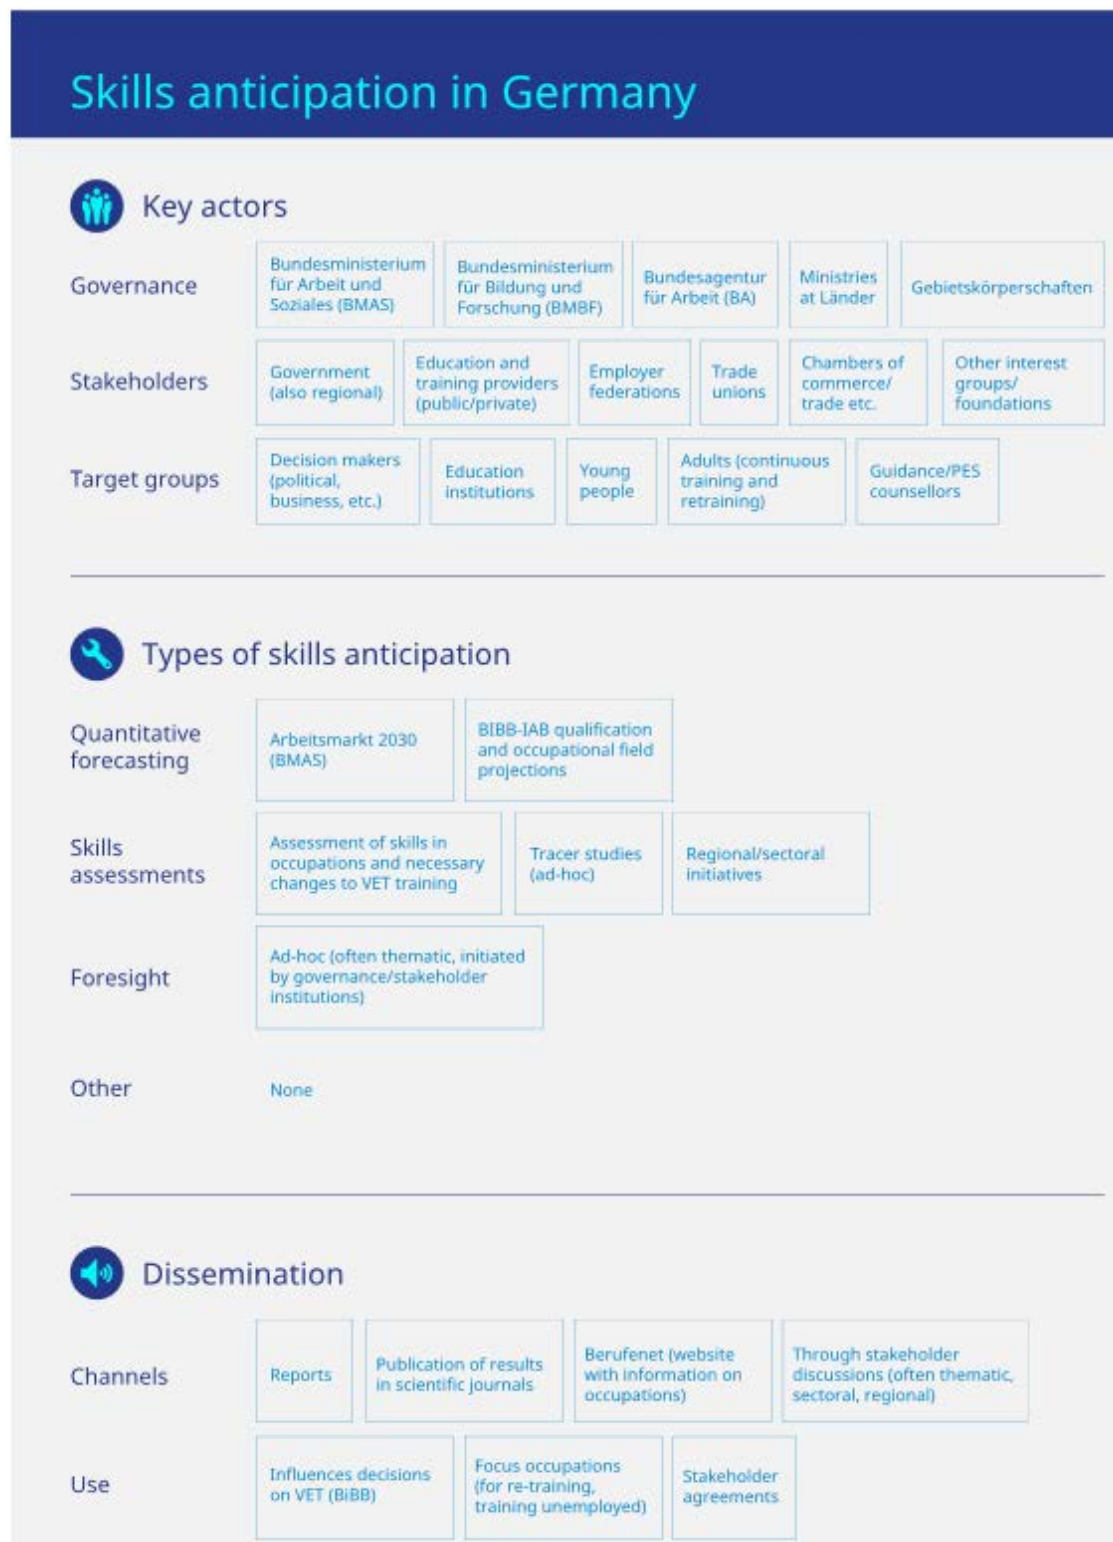 Skills anticipation in Germany
Key actors
Governance
Bundesministerium
für Arbeit und
Soziales (BMAS)
Bundesministerium
für Bildung und
Forschung (BMBF)
Bundesagentur
für Arbeit (BA)
Ministries
at Länder
Gebietskörperschaften
Stakeholders
Government
(also regional)
Education and
training providers
(public/private)
Employer
federations
Trade
unions
Chambers of
commerce/
trade etc.
Other interest
groups/
foundations
Target groups
Decision makers
(political,
business, etc.)
Education
institutions
Young
people
Adults (continuous
training and
retraining)
Guidance/PES
counsellors
Types of skills anticipation
Quantitative
forecasting
Arbeitsmarkt 2030
(BMAS)
BIBB-IAB qualification
and occupational field
projections
Skills
assessments
Assessment of skills in
occupations and necessary
changes to VET training
Tracer studies
(ad-hoc)
Regional/sectoral
initiatives
Foresight
Ad-hoc (often thematic, initiated
by governance/stakeholder
institutions)
Other
None
Dissemination
Channels
Reports
Publication of results
in scientific journals
Berufenet (website
with information on
occupations)
Through stakeholder
discussions (often thematic,
sectoral, regional)
Use
Influences decisions
on VET (BiBB)
Focus occupations
(for re-training,
training unemployed)
Stakeholder
agreements